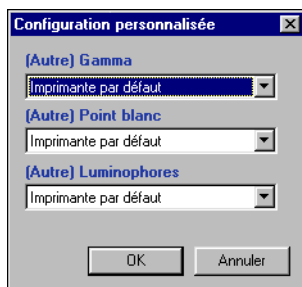 Configuration personnalisée
(Autre) Gamma
Imprimante par défaut
(Autre) Point blanc
Imprimante par défaut
(Autre) Luminophores
Imprimante par défaut
OK Annuler